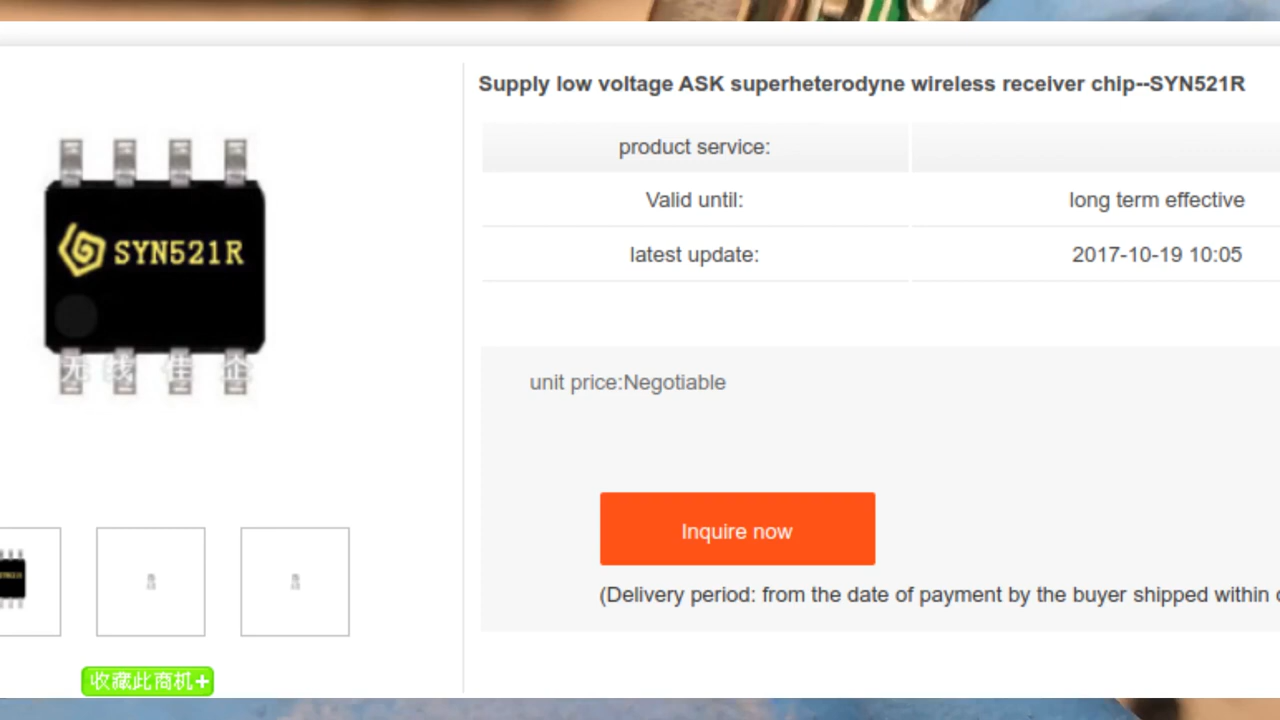 Supply low voltage ASK superheterodyne wireless receiver chip--SYN521R
product service:
Valid until:
long term effective
latest update:
2017-10-19 10:05
SYN521R
无线佳企
unit price:Negotiable
Inquire now
(Delivery period: from the date of payment by the buyer shipped within
收藏此商机+